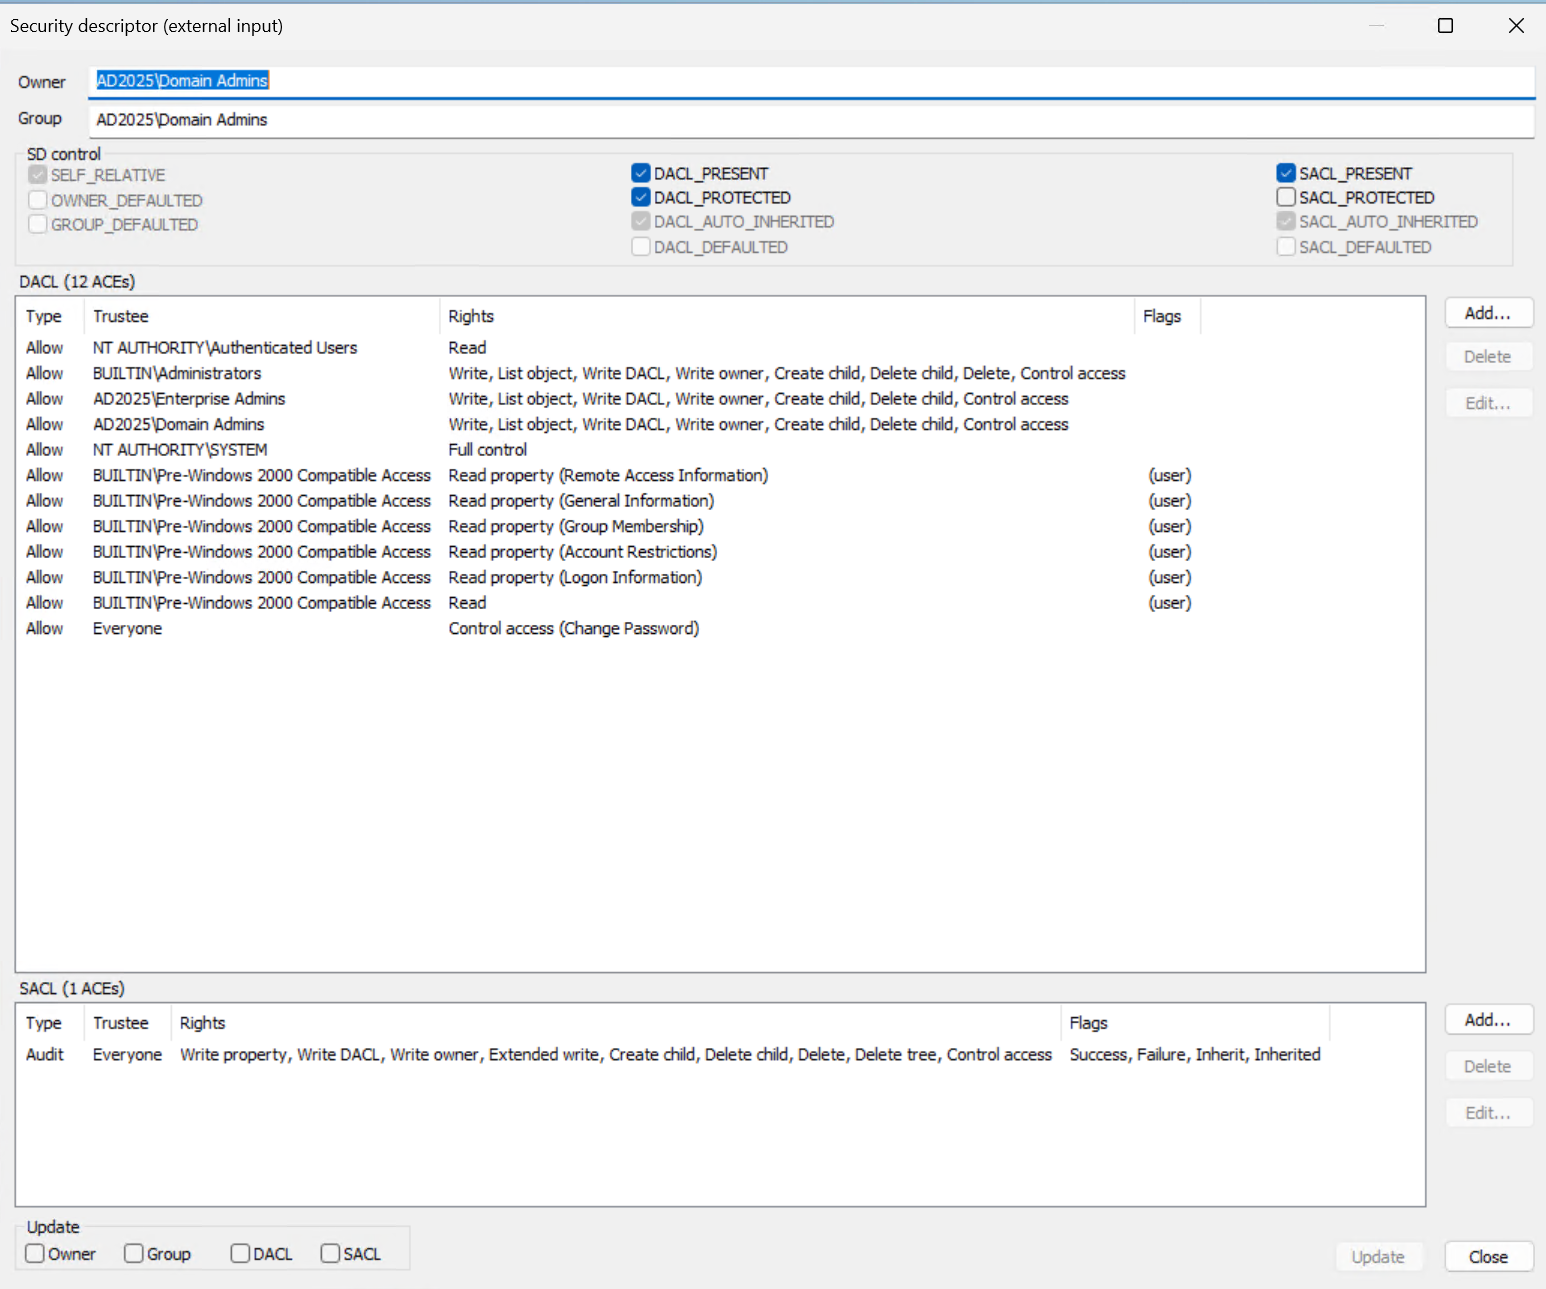 Security descriptor (external input)
Owner AD2025\Domain Admins
Group AD2025\Domain Admins
SD control
SELF_RELATIVE DACL_PRESENT SACL_PRESENT
OWNER_DEFAULTED DACL_PROTECTED SACL_PROTECTED
GROUP_DEFAULTED DACL_AUTO_INHERITED SACL_AUTO_INHERITED
DACL_DEFAULTED SACL_DEFAULTED
DACL (12 ACEs)
Type Trustee Rights Flags Add...
Allow NT AUTHORITY\Authenticated Users Read Delete
Allow BUILTIN\Administrators Write, List object, Write DACL, Write owner, Create child, Delete child, Delete, Control access
Allow AD2025\Enterprise Admins Write, List object, Write DACL, Write owner, Create child, Delete child, Control access Edit...
Allow AD2025\Domain Admins Write, List object, Write DACL, Write owner, Create child, Delete child, Control access
Allow NT AUTHORITY\SYSTEM Full control
Allow BUILTIN\Pre-Windows 2000 Compatible Access Read property (Remote Access Information) (user)
Allow BUILTIN\Pre-Windows 2000 Compatible Access Read property (General Information) (user)
Allow BUILTIN\Pre-Windows 2000 Compatible Access Read property (Group Membership) (user)
Allow BUILTIN\Pre-Windows 2000 Compatible Access Read property (Account Restrictions) (user)
Allow BUILTIN\Pre-Windows 2000 Compatible Access Read property (Logon Information) (user)
Allow BUILTIN\Pre-Windows 2000 Compatible Access Read (user)
Allow Everyone Control access (Change Password)
SACL (1 ACEs)
Type Trustee Rights Flags Add...
Audit Everyone Write property, Write DACL, Write owner, Extended write, Create child, Delete child, Delete, Delete tree, Control access Success, Failure, Inherit, Inherited
Delete
Edit...
Update
Owner Group DACL SACL Update Close